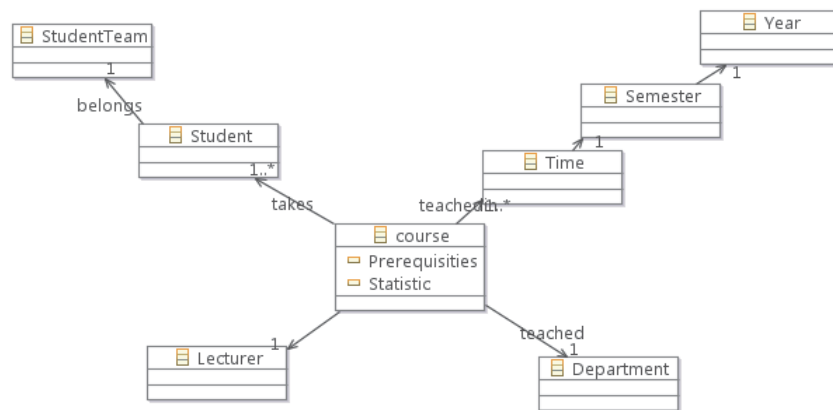 Year
StudentTeam
1
1
Semester
belongs
Student
1
Time
1..*
takes
teachedin
1..*
course
Prerequisities
Statistic
teached
1
1
Lecturer
Department